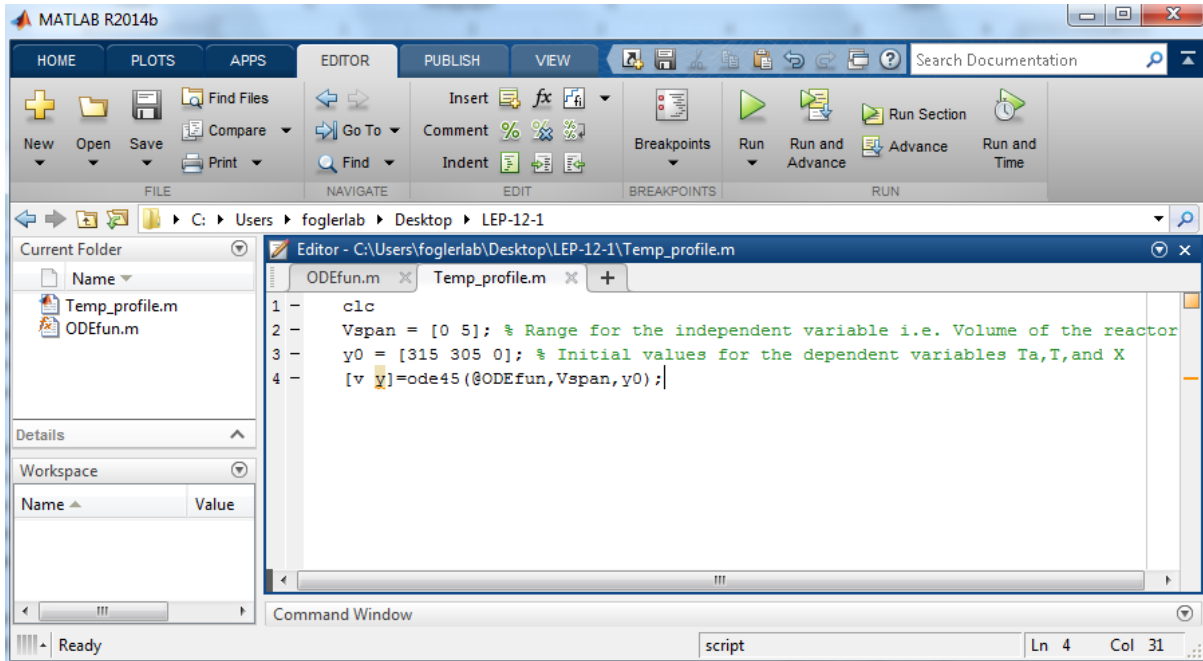 MATLAB R2014b
HOME PLOTS APPS EDITOR PUBLISH VIEW Search Documentation
Find Files Insert fx fi
Compare Go To Comment % Run Section
New Open Save Breakpoints Run Run and Advance Advance Run and Time
Print Find Indent
FILE NAVIGATE EDIT BREAKPOINTS RUN
C: Users foglerlab Desktop LEP-12-1
Current Folder
Name
Temp_profile.m
ODEfun.m
Details
Workspace
Name Value
Editor - C:\Users\foglerlab\Desktop\LEP-12-1\Temp_profile.m
ODEfun.m Temp_profile.m +
1 - clc
2 - Vspan = [0 5]; % Range for the independent variable i.e. Volume of the reactor
3 - y0 = [315 305 0]; % Initial values for the dependent variables Ta,T,and X
4 - [v y]=ode45(@ODEfun,Vspan,y0);
Command Window
Ready script Ln 4 Col 31